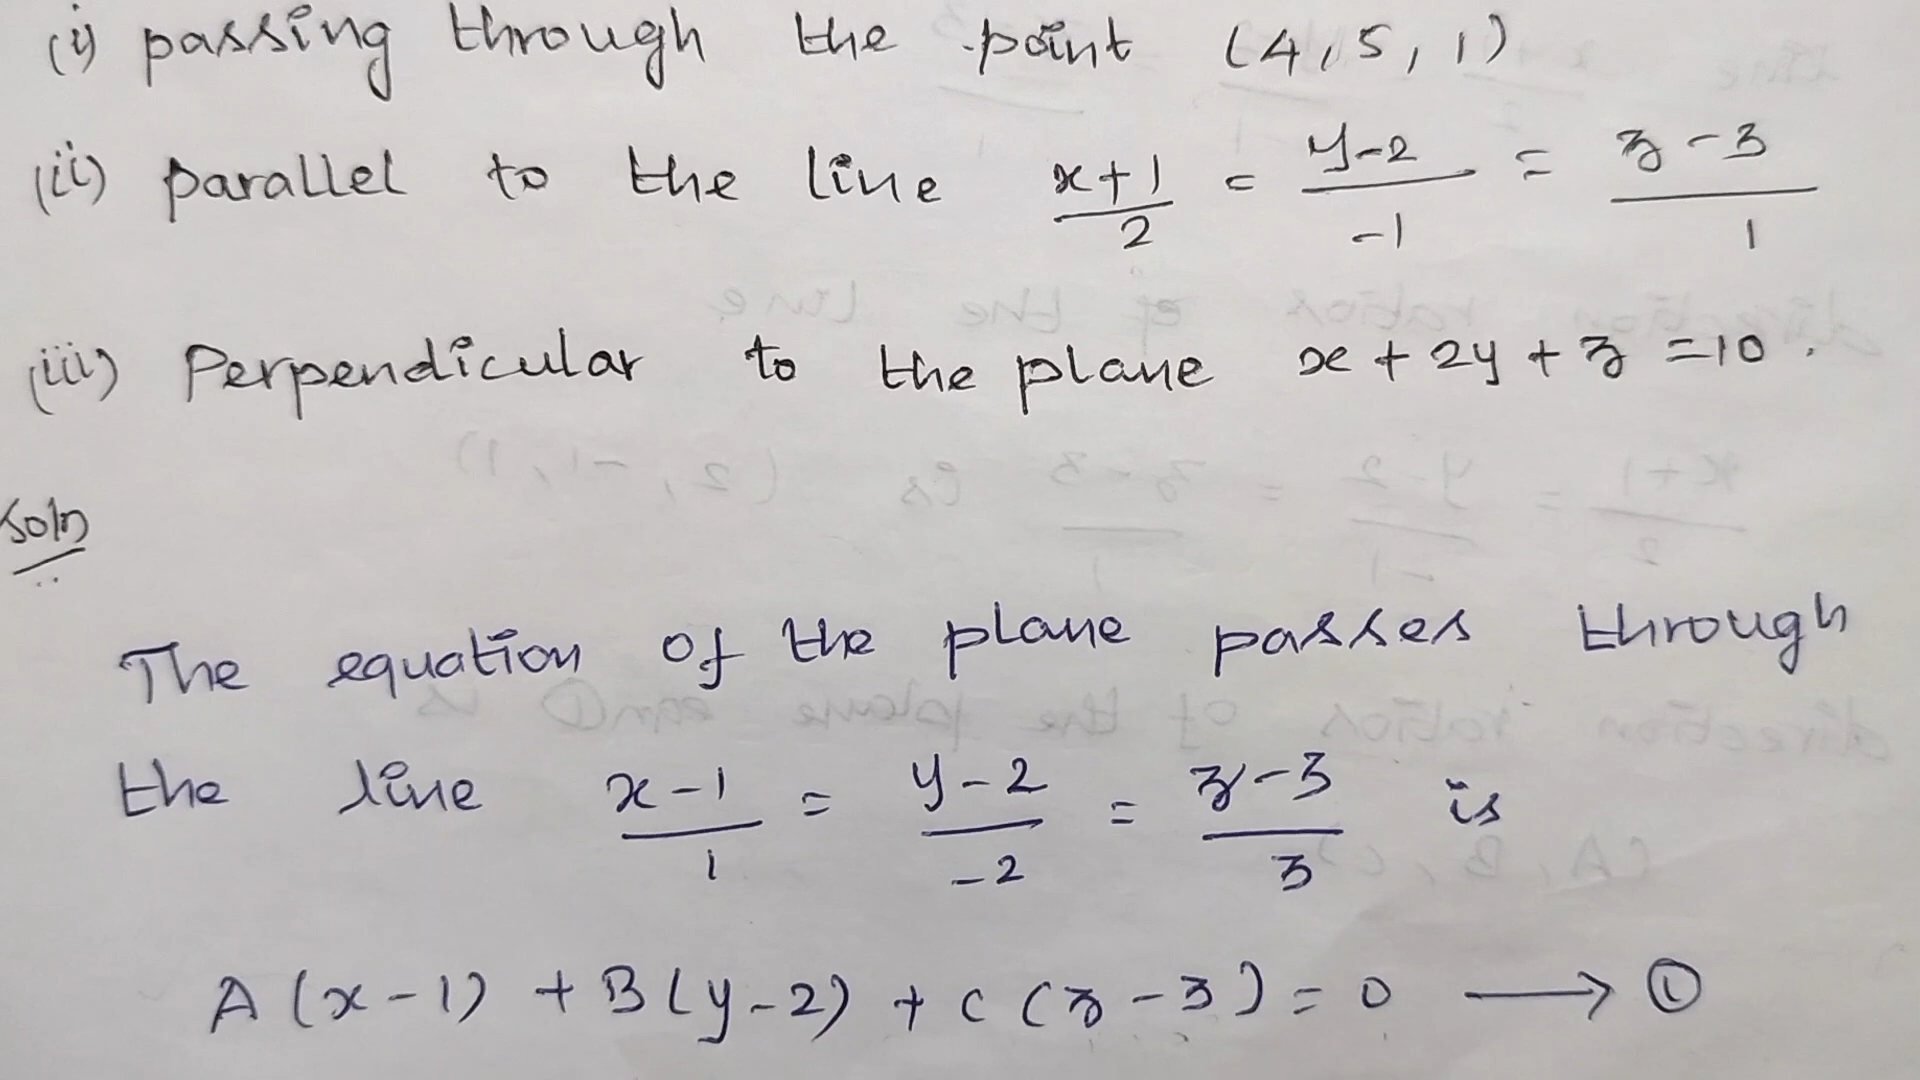 (i) passing through the point (4,5,1)
(ii) parallel to the line x+1/2 = y-2/-1 = z-3/1
(iii) Perpendicular to the plane x+2y+z=10.
Soln
The equation of the plane passes through
the line x-1/1 = y-2/-2 = z-3/3 is
A(x-1)+B(y-2)+C(z-3)=0 → ①